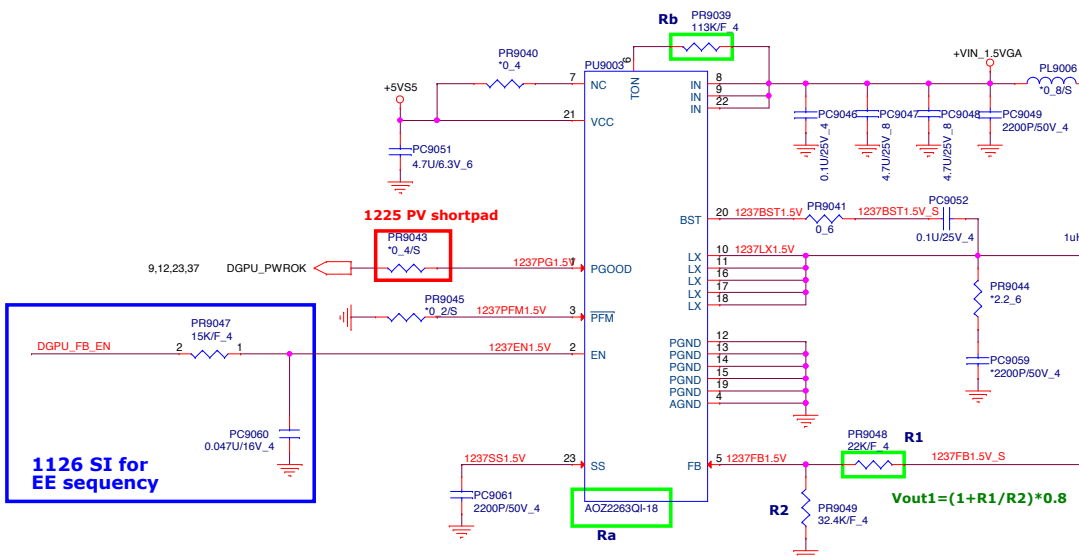 Rb
PR9039
113K/F_4
+VIN_1.5VGA
PR9040
*0_4
PU9003
6
PL9006
*0_8/S
+5VS5
7
NC
TON
IN
8
IN
9
IN
22
21
VCC
PC9046
0.1U/25V_4
PC9047
4.7U/25V_8
PC9048
4.7U/25V_8
PC9049
2200P/50V_4
PC9051
4.7U/6.3V_6
1225 PV shortpad
BST
20
1237BST1.5V
PR9041
0_6
1237BST1.5V_S
PC9052
0.1U/25V_4
PR9043
*0_4/S
1uH
9,12,23,37
DGPU_PWROK
1237PG1.5V
1
PGOOD
LX
10
1237LX1.5V
LX
11
LX
16
LX
17
LX
18
PR9044
*2.2_6
PR9045
*0_2/S
1237PFM1.5V
3
PFM
PR9047
15K/F_4
DGPU_FB_EN
2
1
1237EN1.5V
2
EN
PGND
12
PGND
13
PGND
14
PGND
15
PGND
19
AGND
4
PC9059
*2200P/50V_4
PC9060
0.047U/16V_4
1126 SI for
EE sequency
1237SS1.5V
23
SS
FB
5
1237FB1.5V
PR9048
22K/F_4
R1
1237FB1.5V_S
PC9061
2200P/50V_4
AOZ2263QI-18
Ra
R2
PR9049
32.4K/F_4
Vout1=(1+R1/R2)*0.8